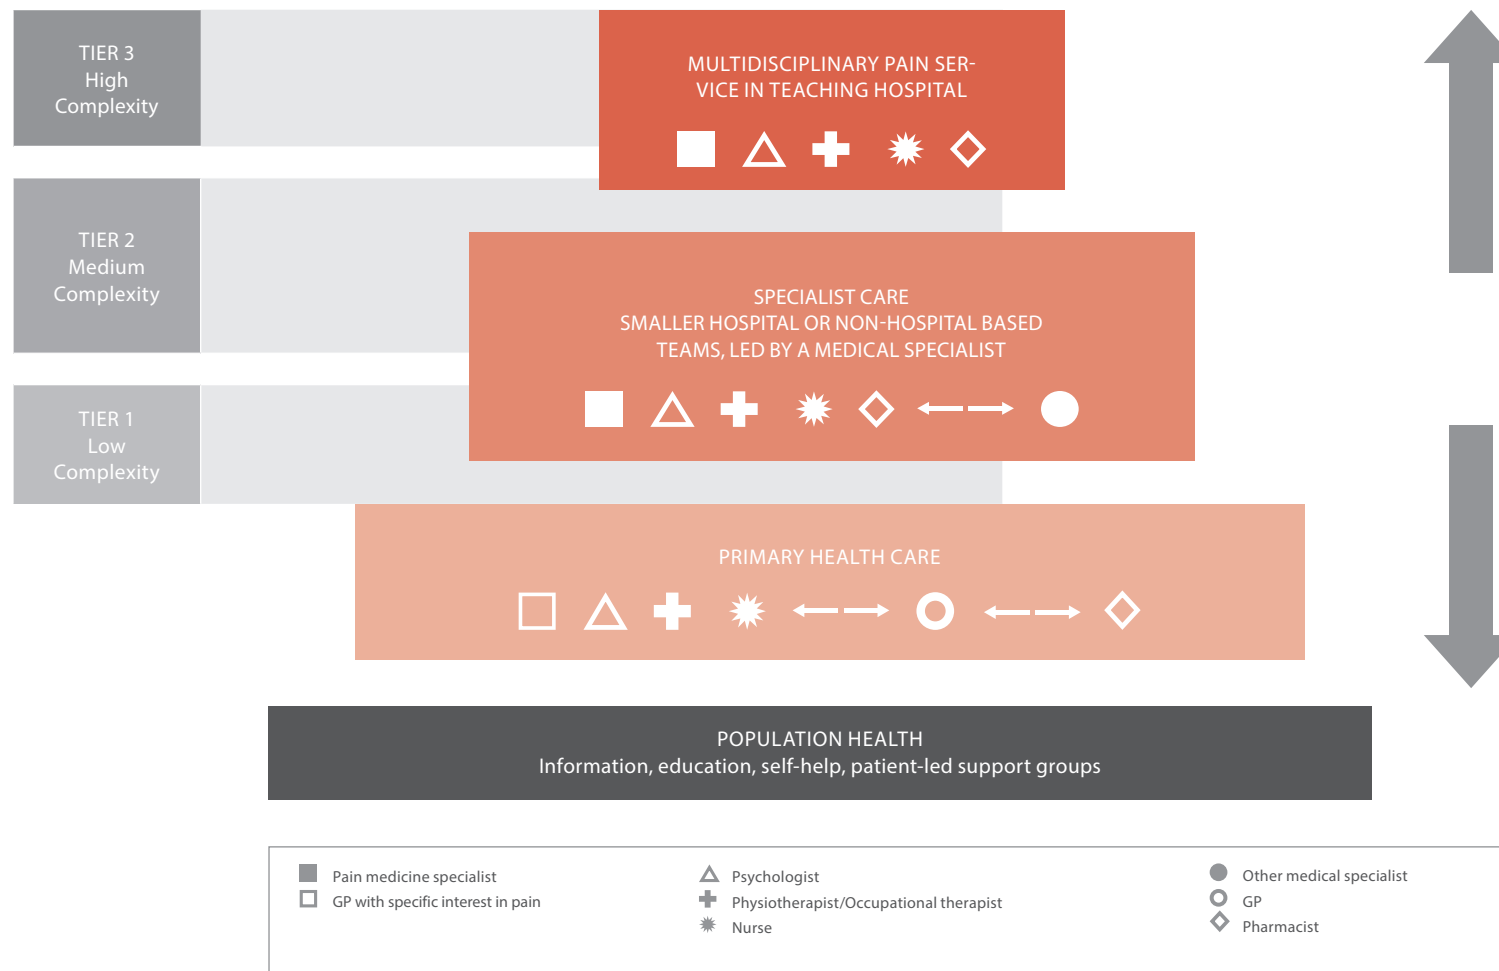 TIER 3
High
Complexity
MULTIDISCIPLINARY PAIN SER-
VICE IN TEACHING HOSPITAL
TIER 2
Medium
Complexity
SPECIALIST CARE
SMALLER HOSPITAL OR NON-HOSPITAL BASED
TEAMS, LED BY A MEDICAL SPECIALIST
TIER 1
Low
Complexity
PRIMARY HEALTH CARE
POPULATION HEALTH
Information, education, self-help, patient-led support groups
Pain medicine specialist
GP with specific interest in pain
Psychologist
Physiotherapist/Occupational therapist
Nurse
Other medical specialist
GP
Pharmacist